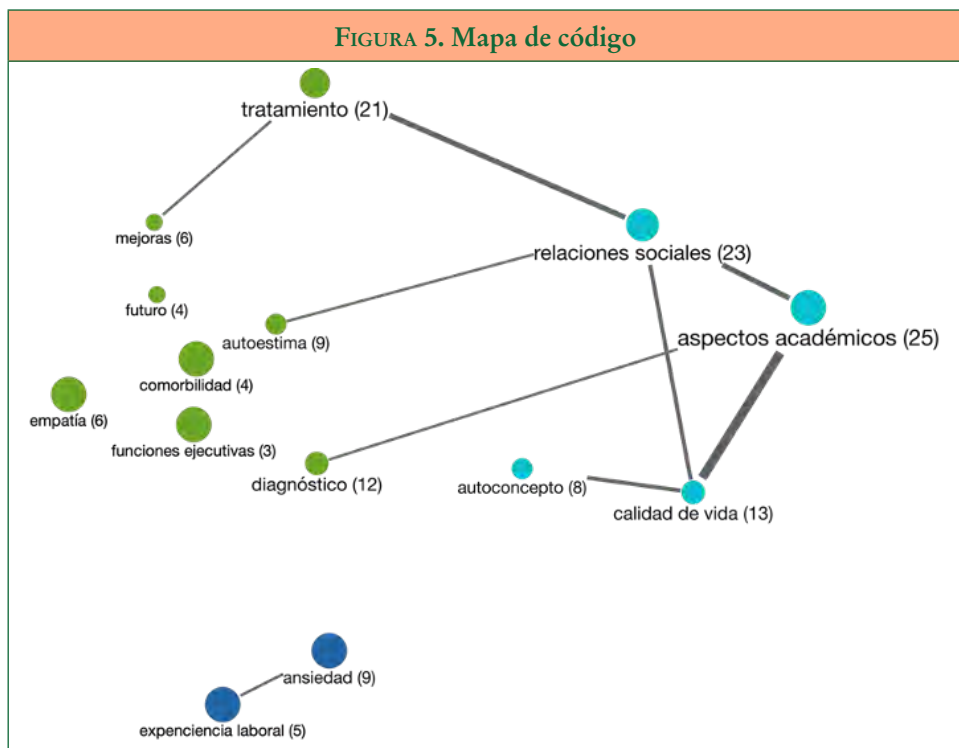 FIGURA 5. Mapa de código
tratamiento (21)
mejoras (6)
relaciones sociales (23)
futuro (4)
autoestima (9)
aspectos académicos (25)
comorbilidad (4)
empatía (6)
funciones ejecutivas (3)
diagnóstico (12)
autoconcepto (8)
calidad de vida (13)
ansiedad (9)
expenciencia laboral (5)